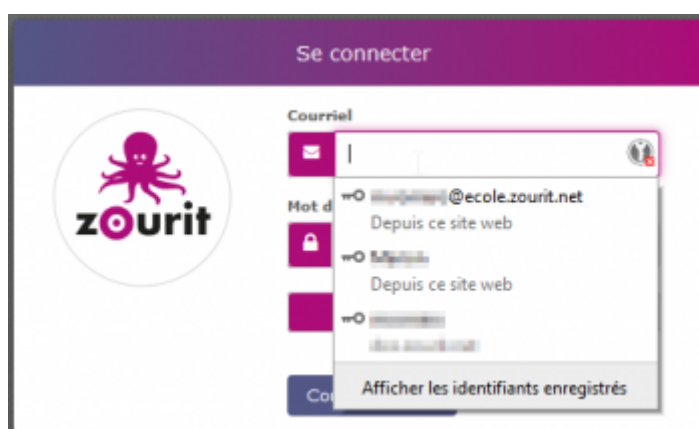 Se connecter
Courriel
zourit
@ecole.zourit.net
Mot d
Depuis ce site web
Depuis ce site web
Afficher les identifiants enregistrés
Co